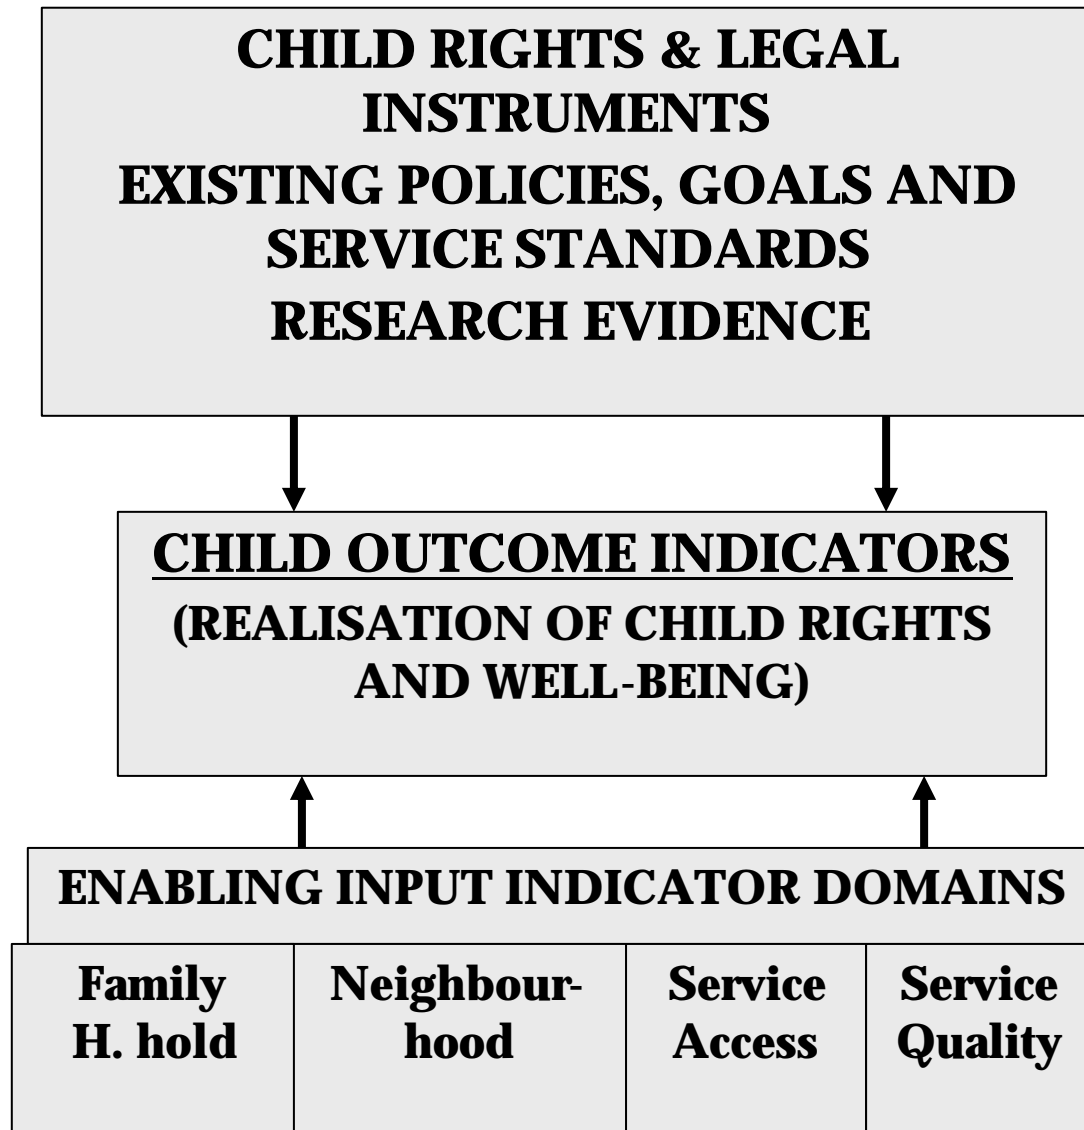 CHILD RIGHTS & LEGAL
INSTRUMENTS
EXISTING POLICIES, GOALS AND
SERVICE STANDARDS
RESEARCH EVIDENCE
CHILD OUTCOME INDICATORS
(REALISATION OF CHILD RIGHTS
AND WELL-BEING)
ENABLING INPUT INDICATOR DOMAINS
Family
H. hold
Neighbour-
hood
Service
Access
Service
Quality